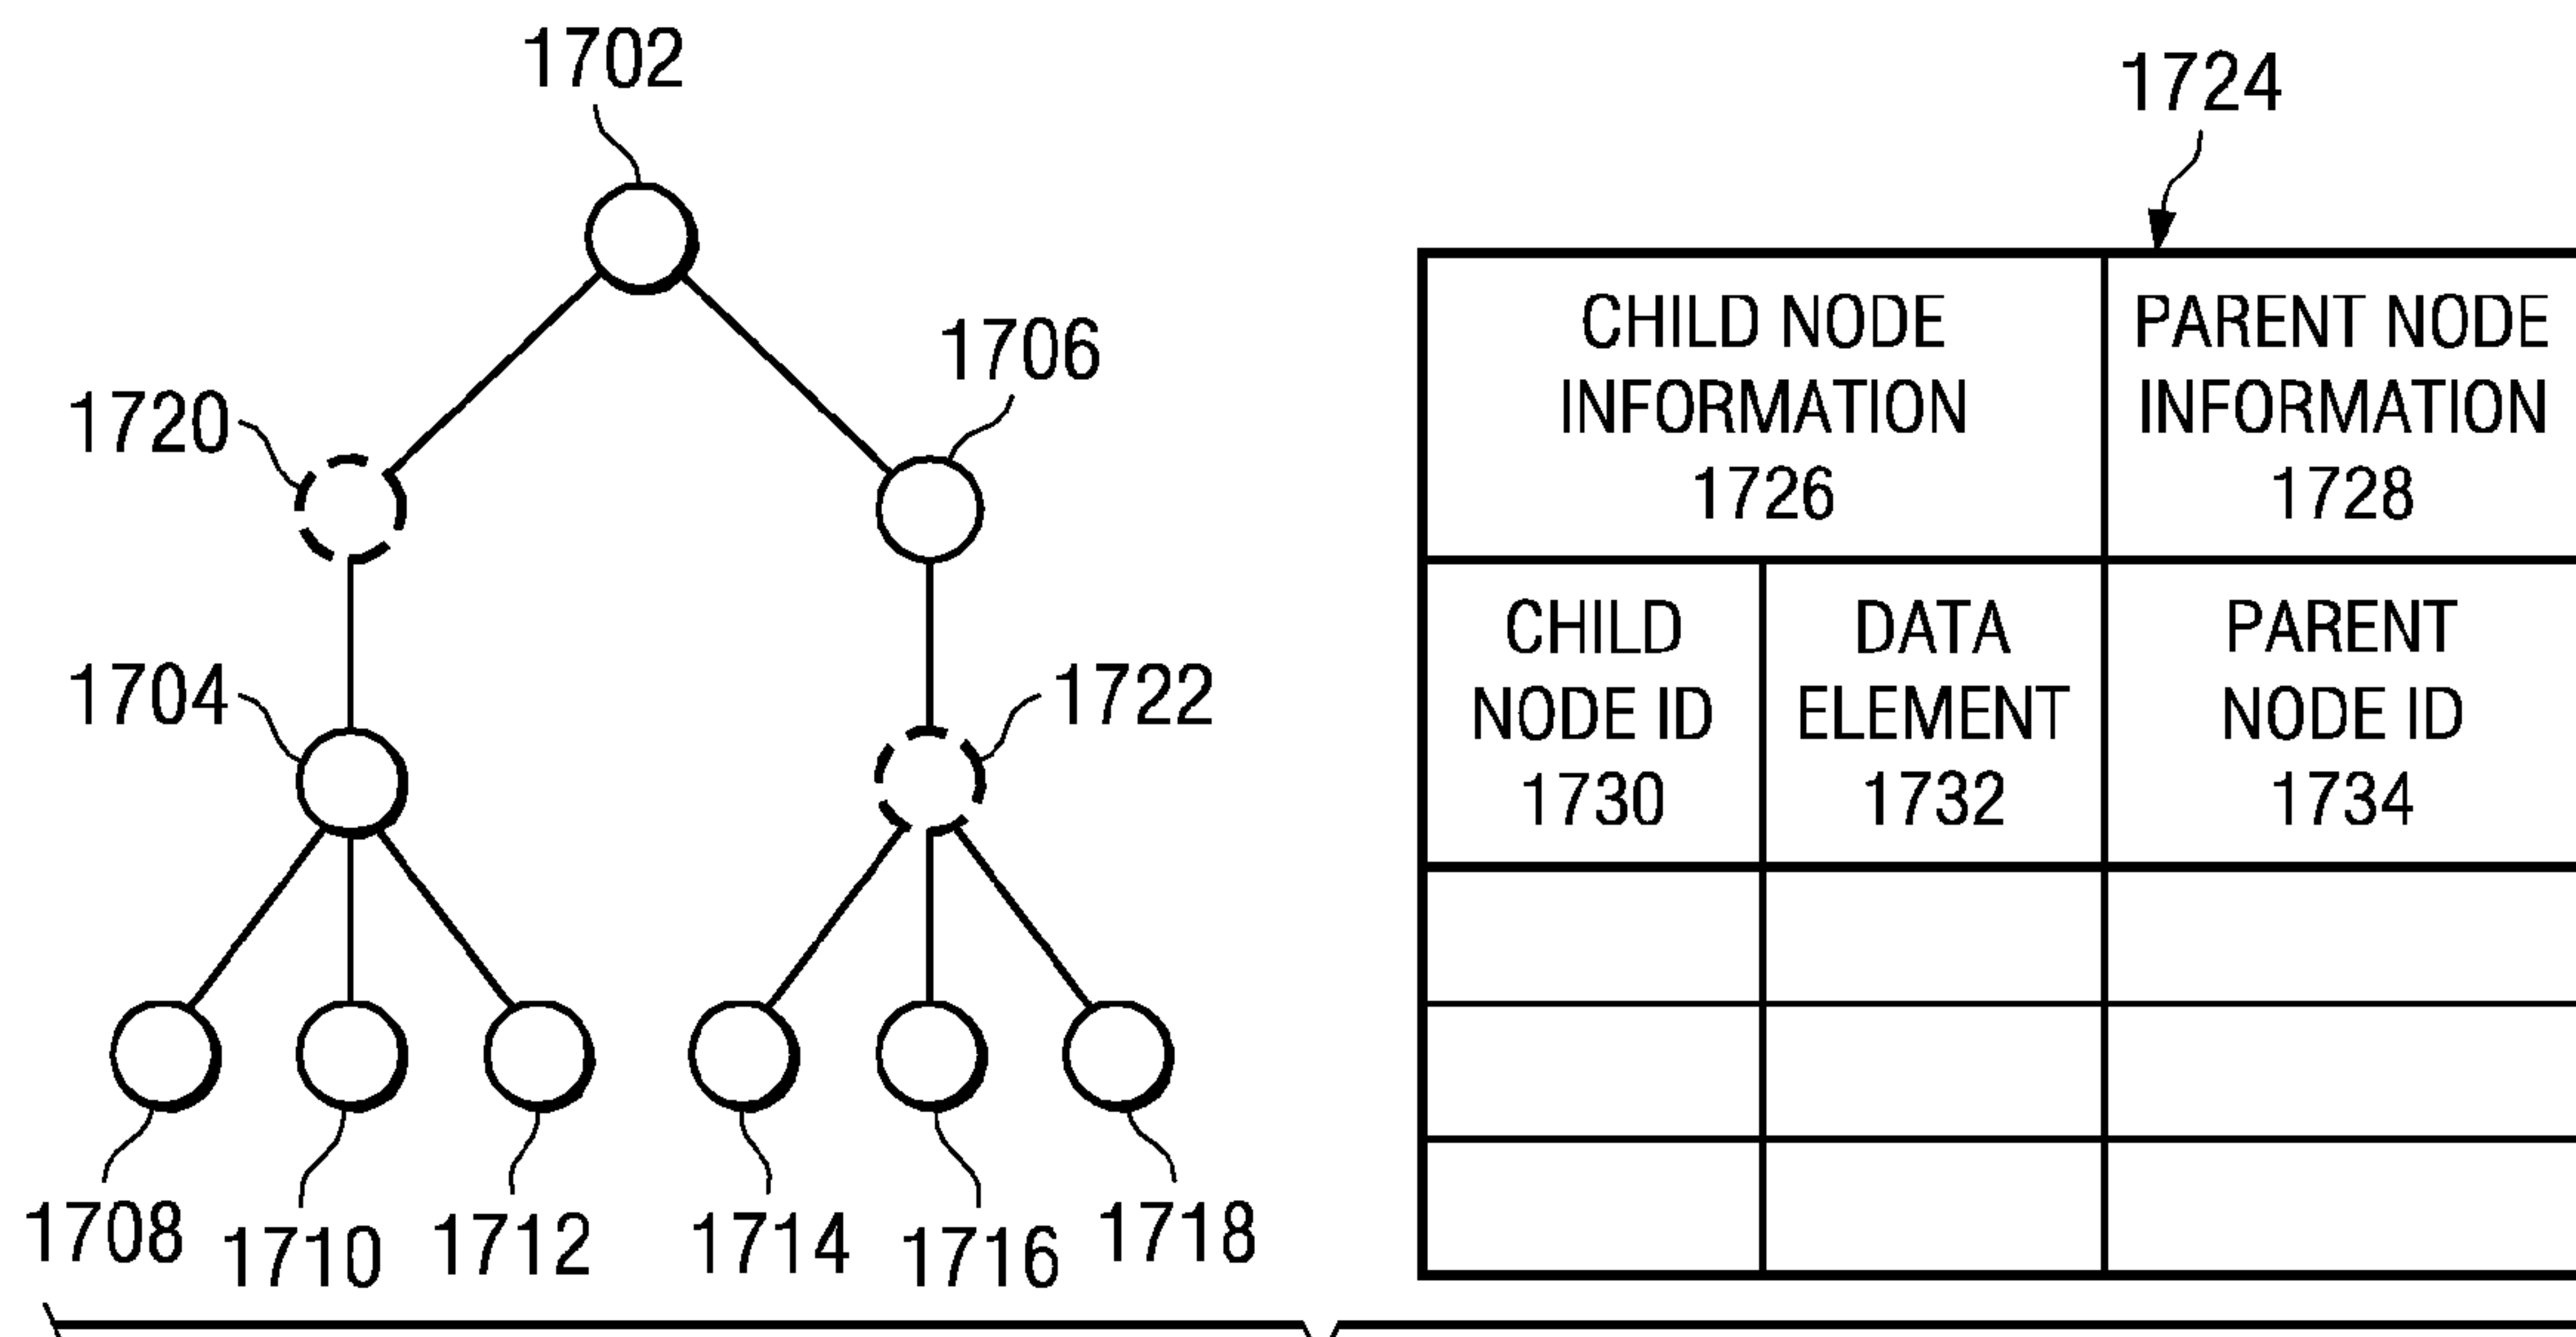 1702
1706
1720
1704
1722
1708
1710
1712
1714
1716
1718
1724
CHILD NODE
INFORMATION
1726
PARENT NODE
INFORMATION
1728
CHILD
NODE ID
1730
DATA
ELEMENT
1732
PARENT
NODE ID
1734